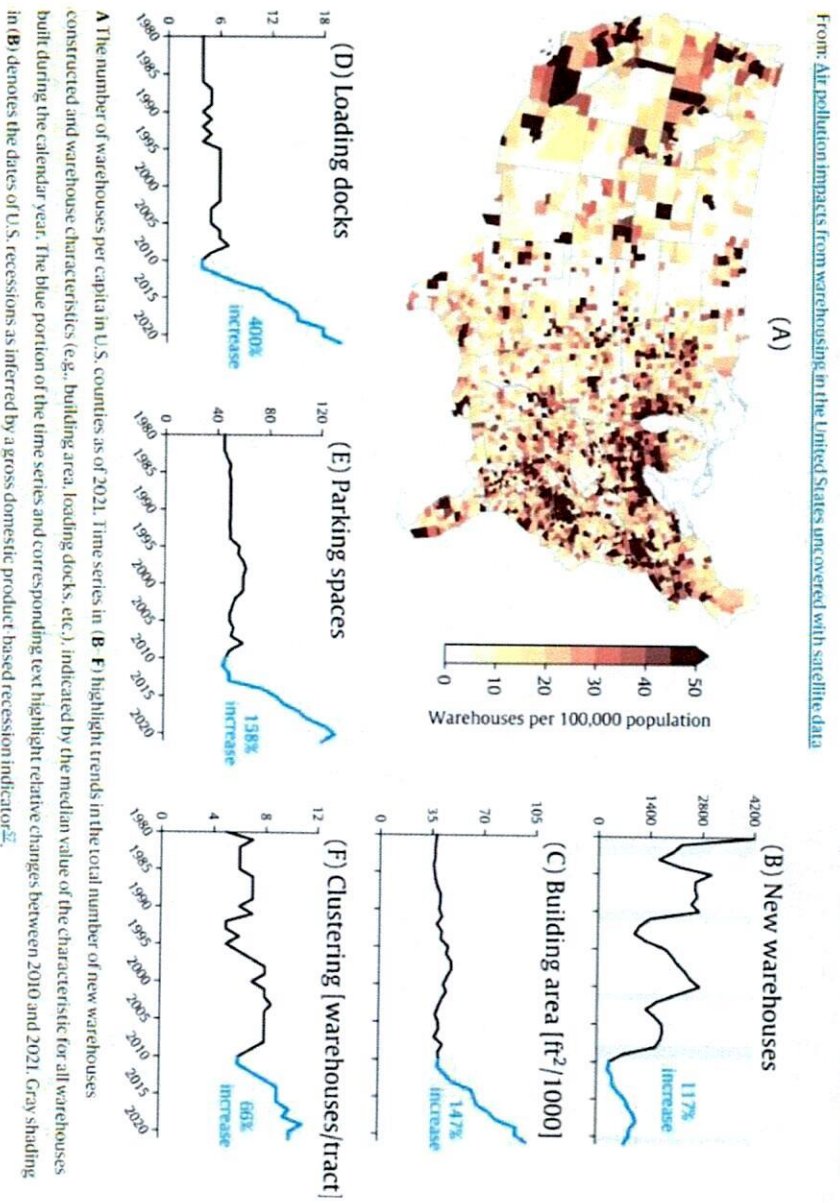 From: Air pollution impacts from warehousing in the United States uncovered with satellite data
(A)
0 10 20 30 40 50
Warehouses per 100,000 population
(B) New warehouses
4200
2800
1400
0
117%
increase
(C) Building area [ft²/1000]
105
70
35
0
147%
increase
(D) Loading docks
18
12
6
0
400%
increase
1980 1985 1990 1995 2000 2005 2010 2015 2020
(E) Parking spaces
120
80
40
0
158%
increase
1980 1985 1990 1995 2000 2005 2010 2015 2020
(F) Clustering [warehouses/tract]
12
8
4
0
66%
increase
1980 1985 1990 1995 2000 2005 2010 2015 2020
A The number of warehouses per capita in U.S. counties as of 2021. Time series in (B–F) highlight trends in the total number of new warehouses
constructed and warehouse characteristics (e.g., building area, loading docks, etc.), indicated by the median value of the characteristic for all warehouses
built during the calendar year. The blue portion of the time series and corresponding text highlight relative changes between 2010 and 2021. Gray shading
in (B) denotes the dates of U.S. recessions as inferred by a gross domestic product-based recession indicator57.